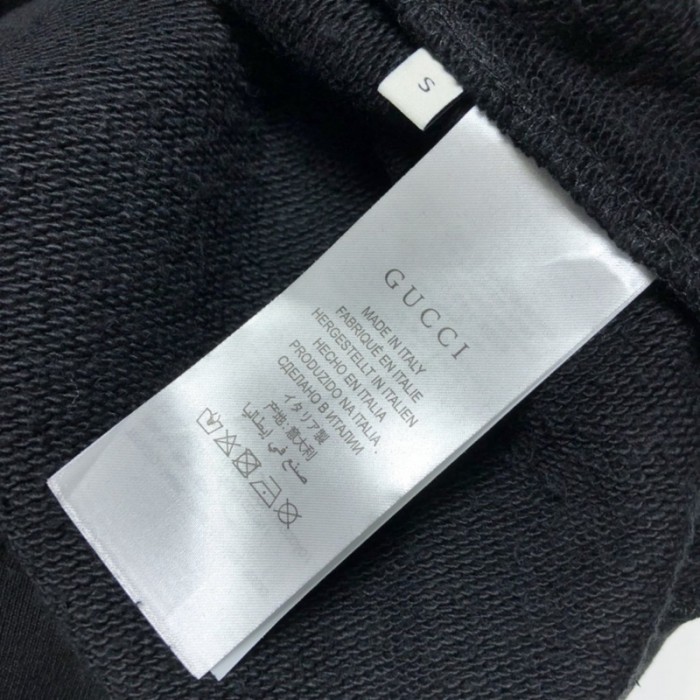 S
GUCCI
MADE IN ITALY
FABRIQUÉ EN ITALIE
HERGESTELLT IN ITALIEN
HECHO EN ITALIA
PRODUZIDO NA ITALIA.
СДЕЛАНО В ИТАЛИИ
イタリア製
产地:意大利
صنع في إيطاليا